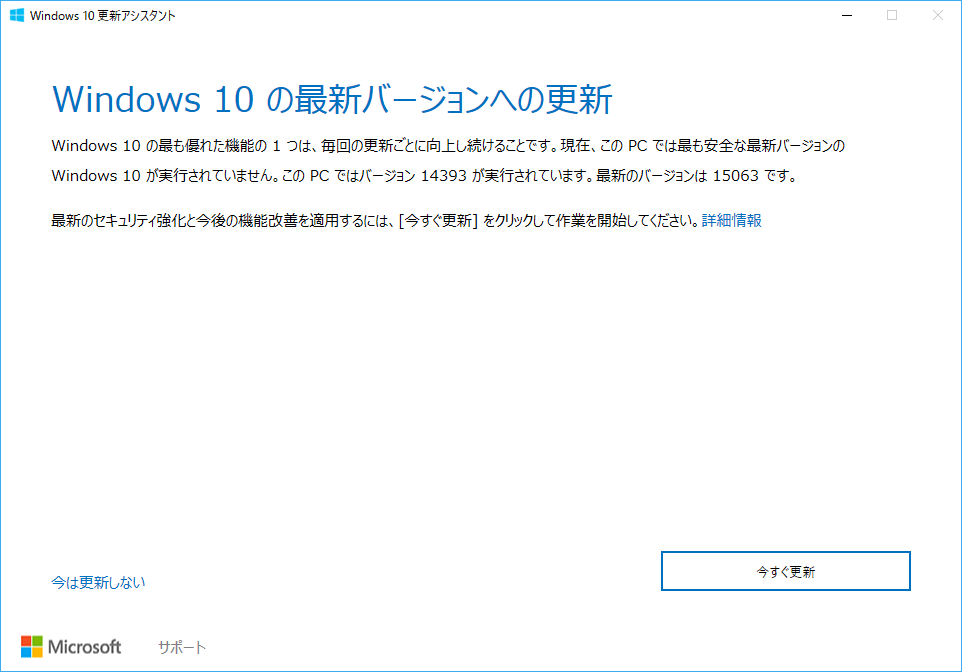 Windows 10 更新アシスタント
Windows 10 の最新バージョンへの更新
Windows 10 の最も優れた機能の 1 つは、毎回の更新ごとに向上し続けることです。現在、この PC では最も安全な最新バージョンの
Windows 10 が実行されていません。この PC ではバージョン 14393 が実行されています。最新のバージョンは 15063 です。
最新のセキュリティ強化と今後の機能改善を適用するには、[今すぐ更新] をクリックして作業を開始してください。詳細情報
今は更新しない
今すぐ更新
Microsoft
サポート